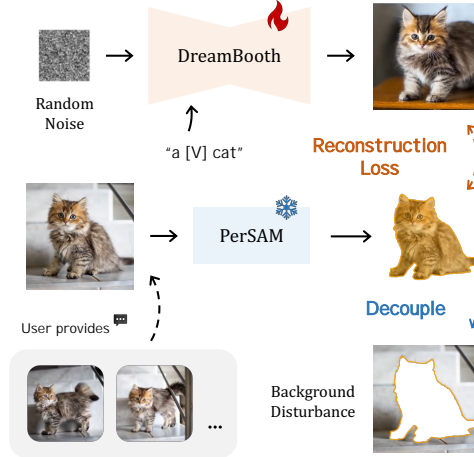 DreamBooth
Random
Noise
"a [V] cat"
Reconstruction
Loss
PerSAM
Decouple
User provides
Background
Disturbance
...